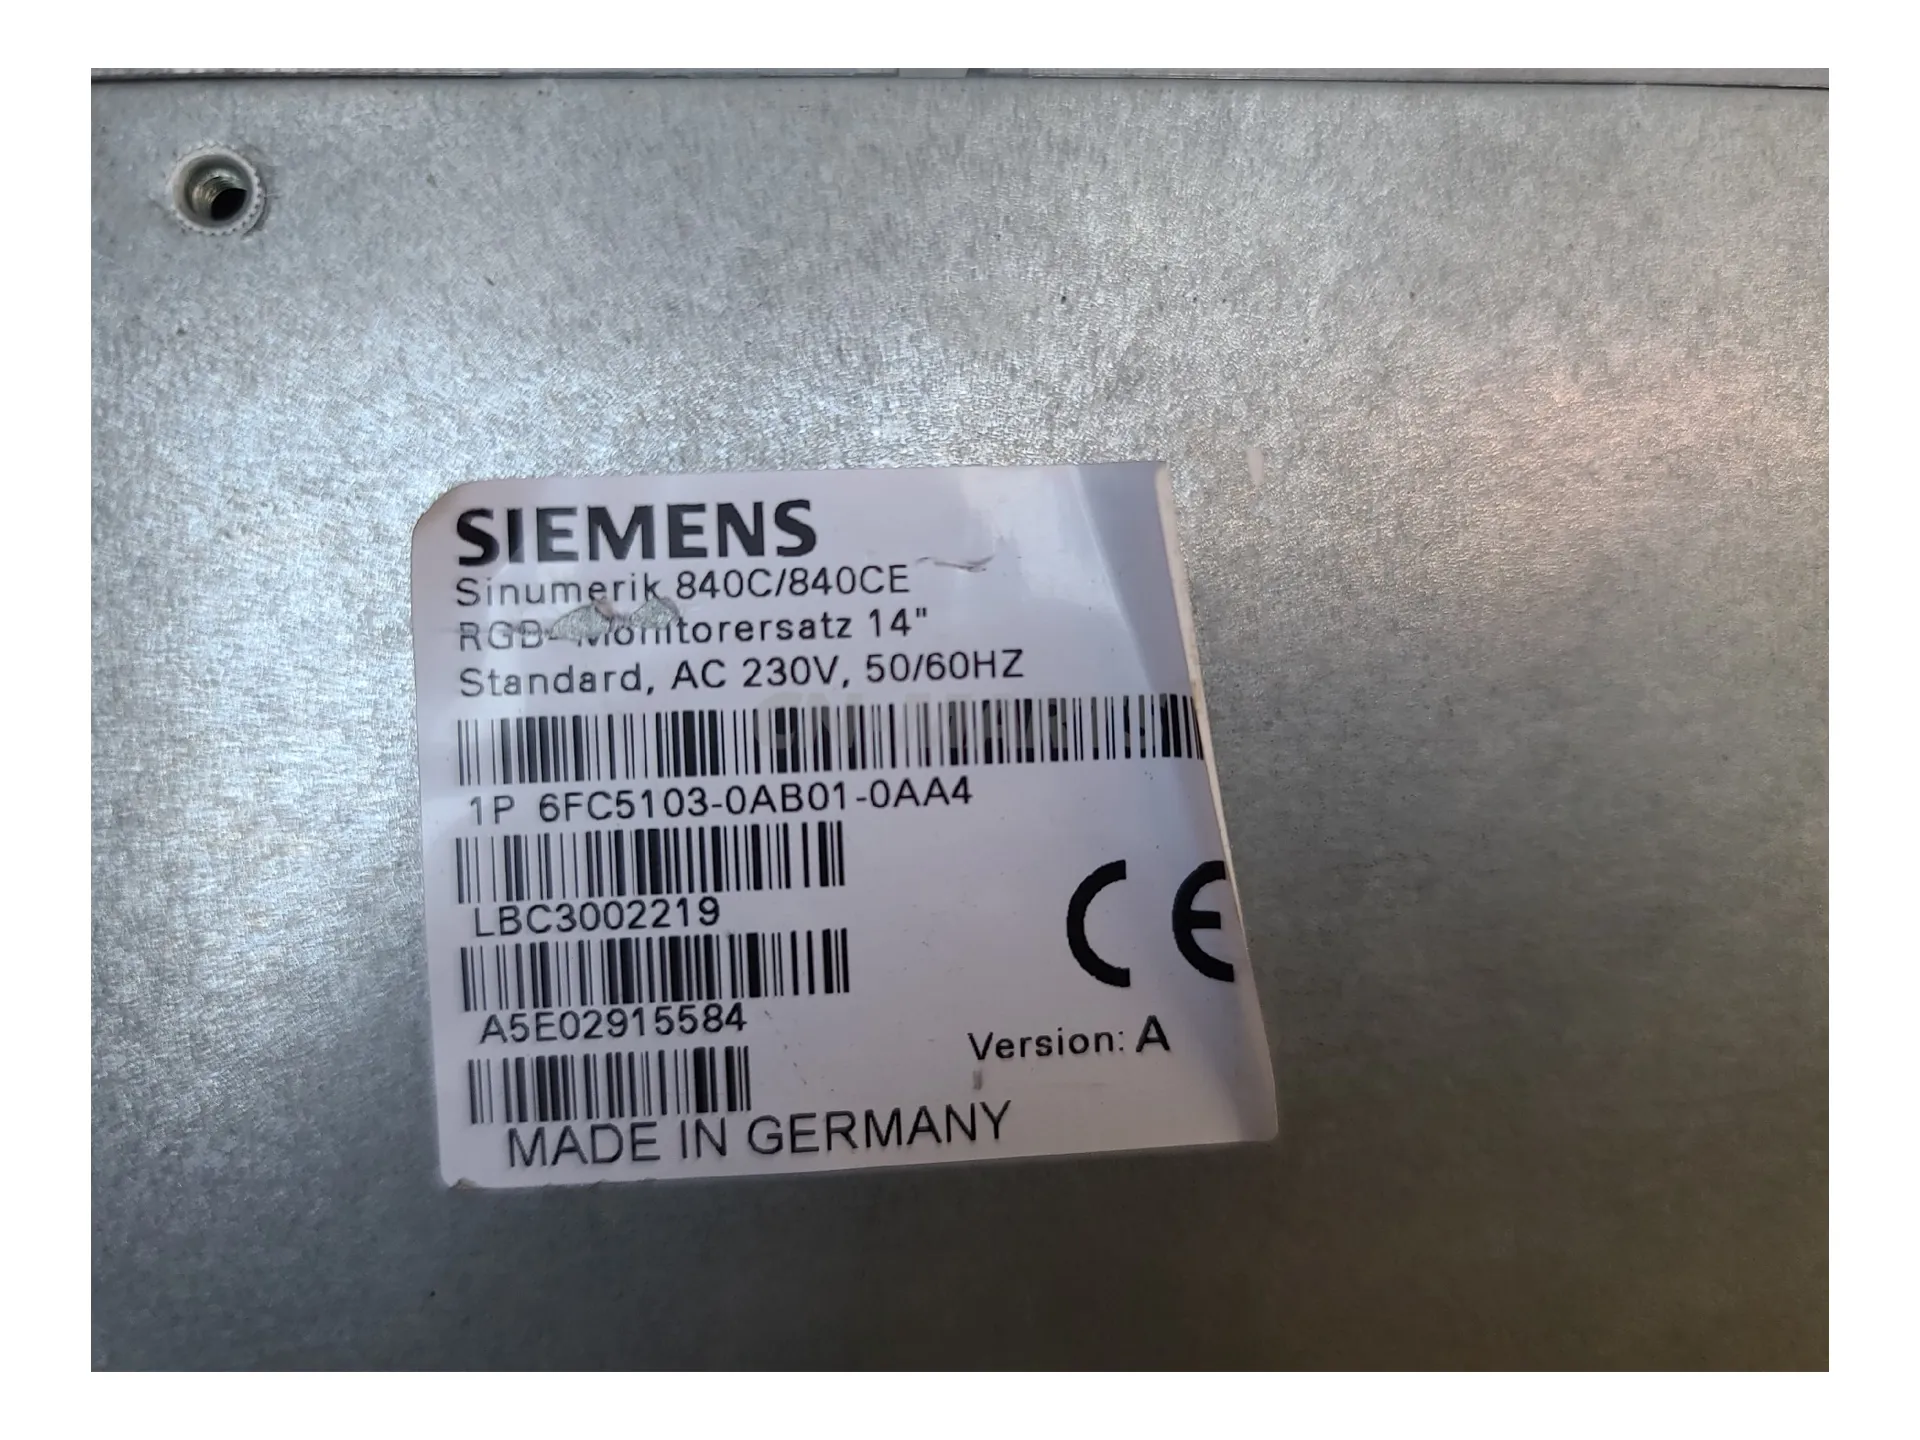 SIEMENS
Sinumerik 840C/840CE
RGB- Monitorersatz 14"
Standard, AC 230V, 50/60HZ
1P 6FC5103-0AB01-0AA4
LBC3002219
CE
A5E02915584
Version: A
MADE IN GERMANY